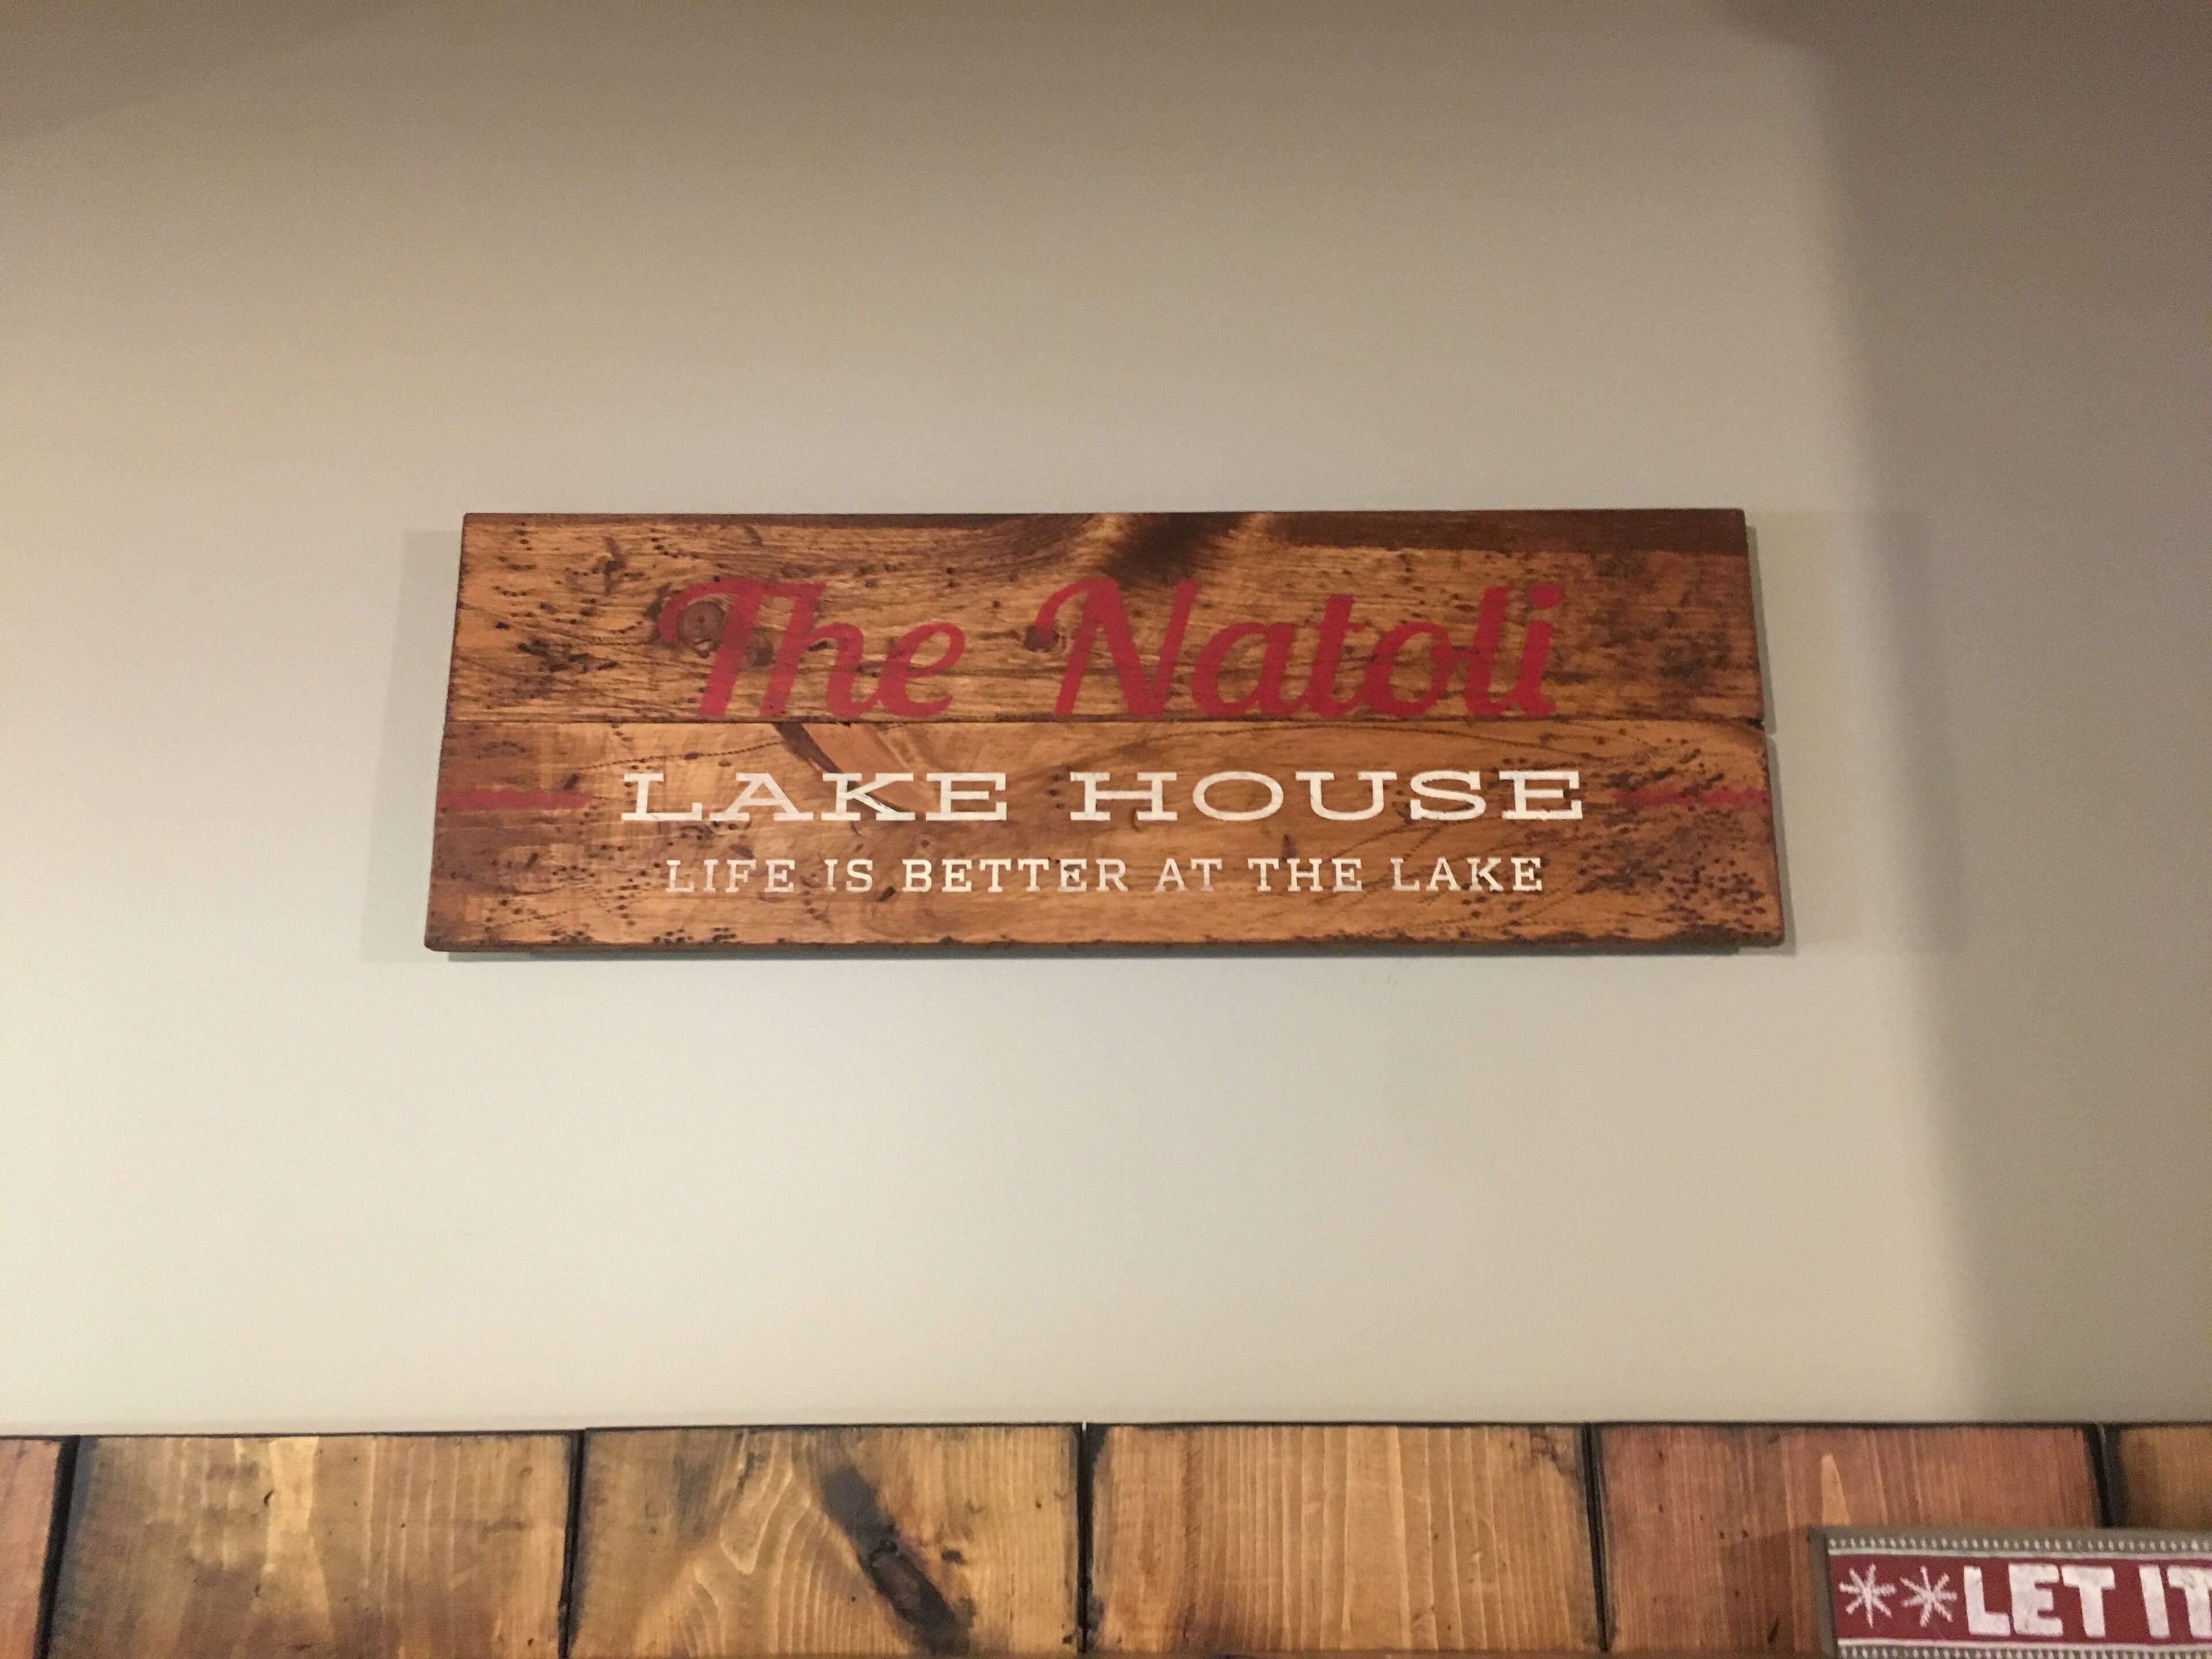 The Natoli
LAKE HOUSE
LIFE IS BETTER AT THE LAKE
**LET IT